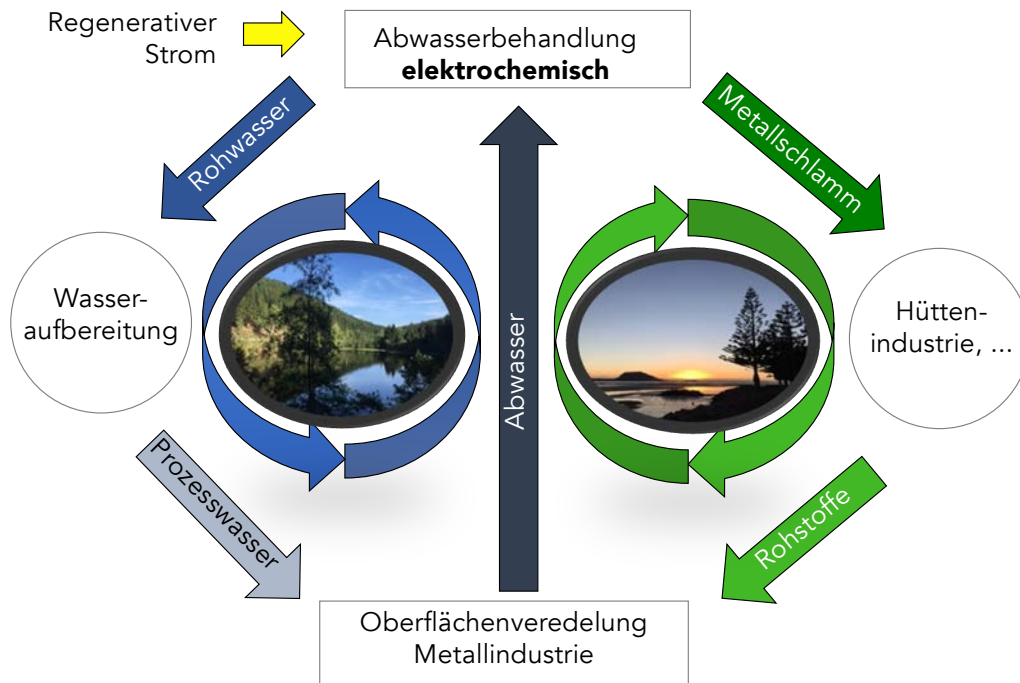 Regenerativer
Strom
Abwasserbehandlung
elektrochemisch
Rohwasser
Metallschlamm
Wasser-
aufbereitung
Abwasser
Hütten-
industrie, ...
Prozesswasser
Rohstoffe
Oberflächenveredelung
Metallindustrie